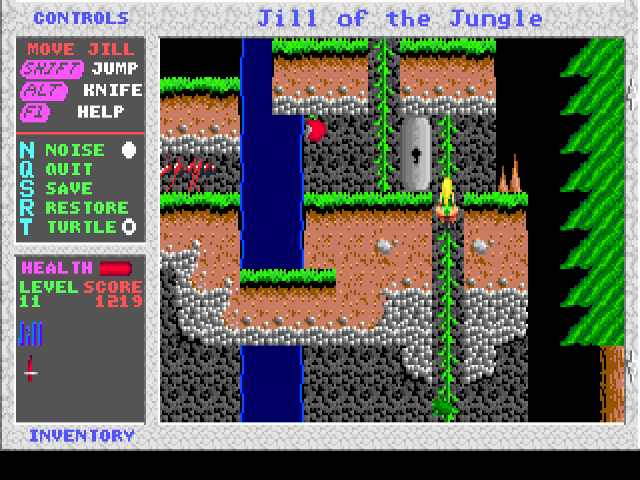 CONTROLS
Jill of the Jungle
MOVE JILL
SHIFT JUMP
ALT KNIFE
F1 HELP
N NOISE
Q QUIT
S SAVE
R RESTORE
T TURTLE
HEALTH
LEVEL SCORE
11 1219
Jill
INVENTORY